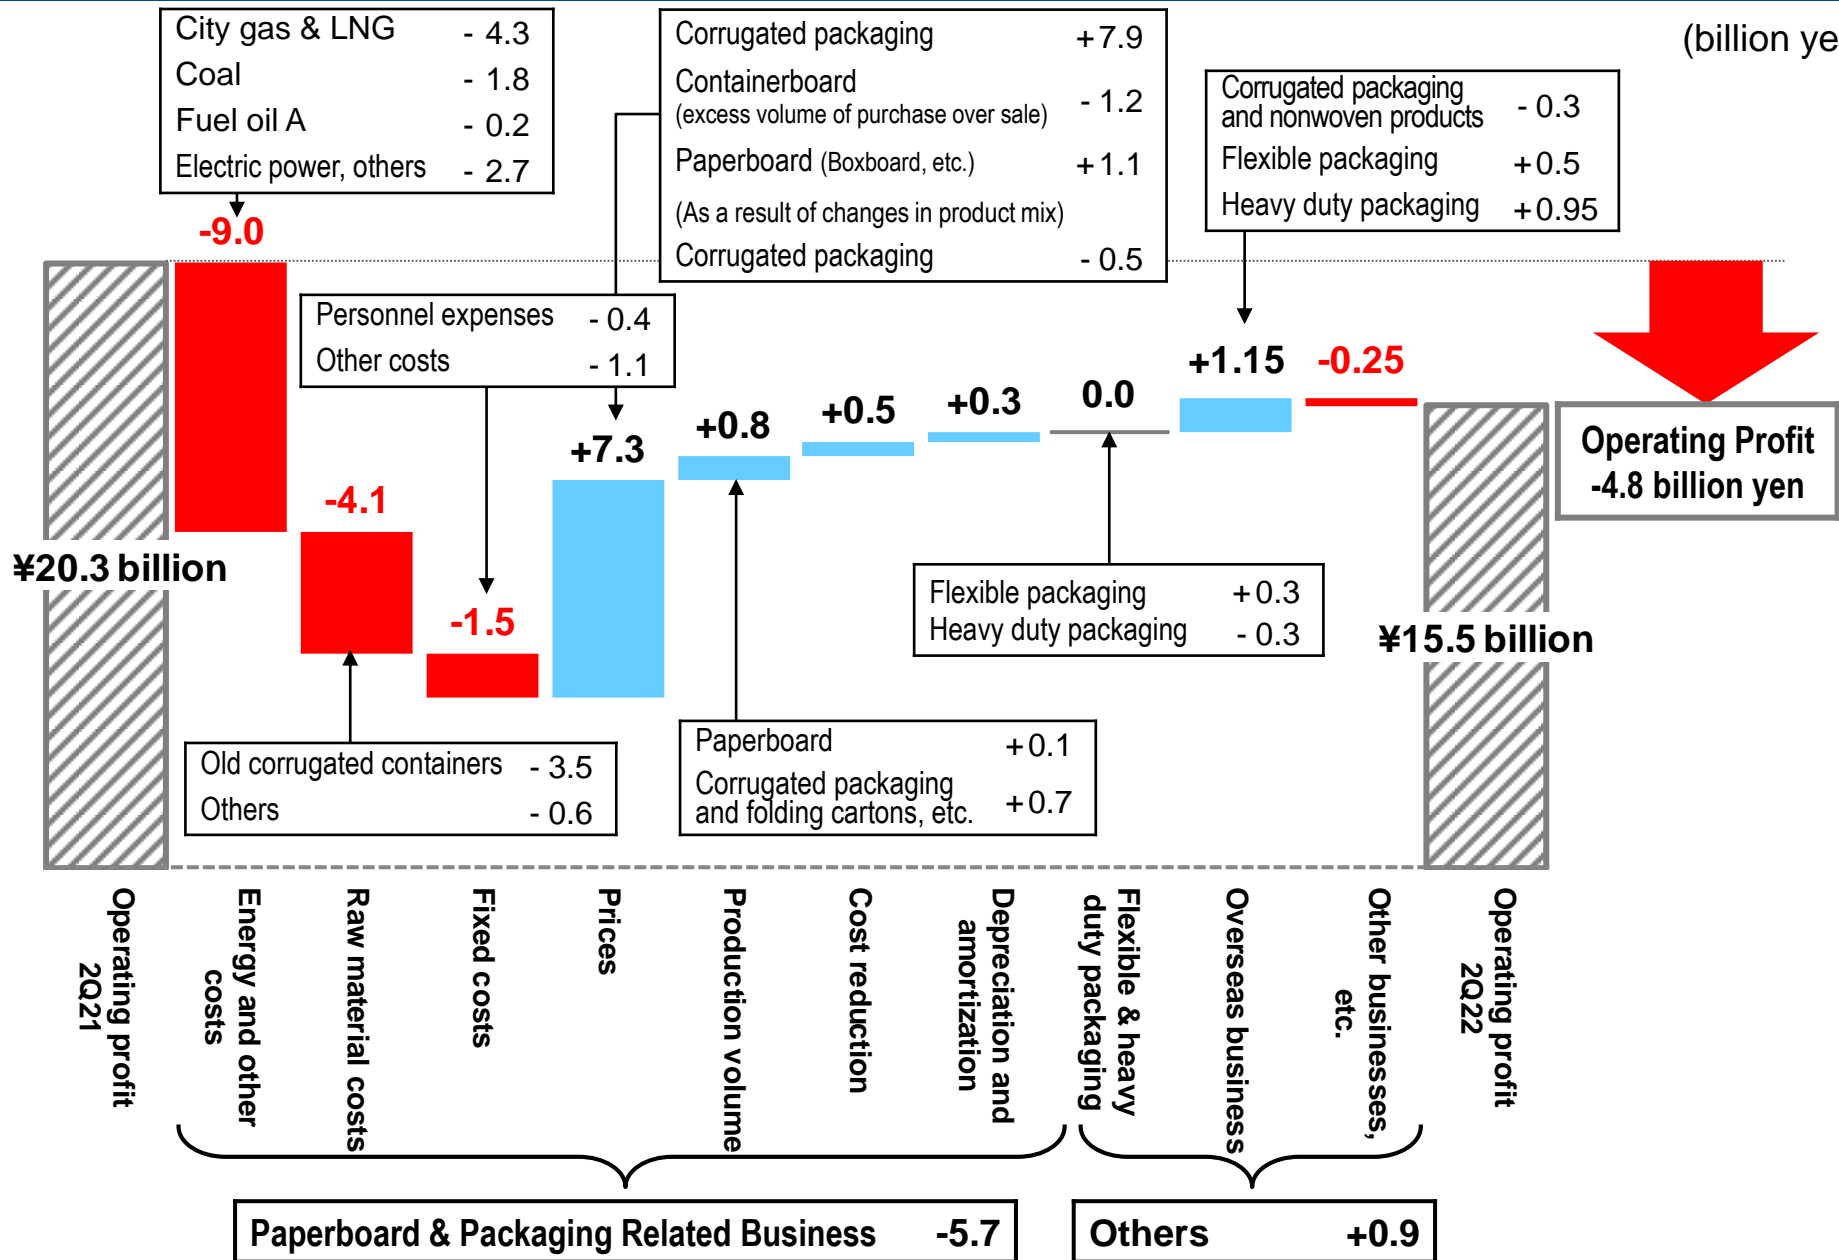 (billion ye
City gas & LNG - 4.3
Coal - 1.8
Fuel oil A - 0.2
Electric power, others - 2.7
Corrugated packaging +7.9
Containerboard
(excess volume of purchase over sale) - 1.2
Paperboard (Boxboard, etc.) +1.1
(As a result of changes in product mix)
Corrugated packaging - 0.5
Corrugated packaging
and nonwoven products - 0.3
Flexible packaging +0.5
Heavy duty packaging +0.95
Personnel expenses - 0.4
Other costs - 1.1
-9.0
-4.1
-1.5
+7.3
+0.8
+0.5
+0.3
0.0
+1.15
-0.25
Operating Profit
-4.8 billion yen
¥20.3 billion
¥15.5 billion
Flexible packaging +0.3
Heavy duty packaging - 0.3
Old corrugated containers - 3.5
Others - 0.6
Paperboard +0.1
Corrugated packaging
and folding cartons, etc. +0.7
Operating profit
2Q21
Energy and other
costs
Raw material costs
Fixed costs
Prices
Production volume
Cost reduction
Depreciation and
amortization
Flexible & heavy
duty packaging
Overseas business
Other businesses,
etc.
Operating profit
2Q22
Paperboard & Packaging Related Business -5.7
Others +0.9